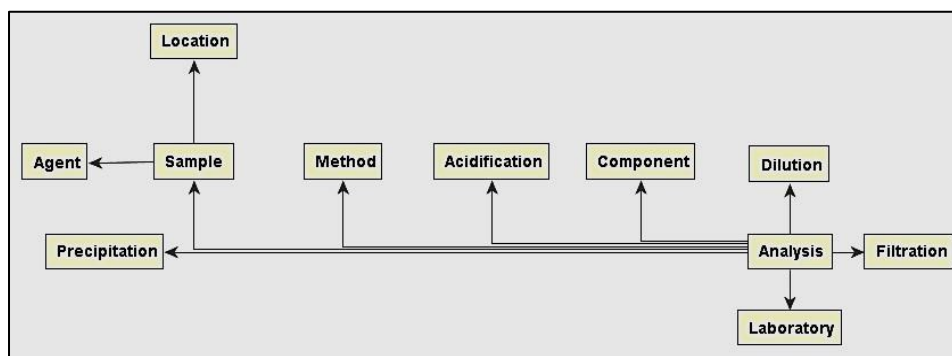 Location
Agent
Sample
Method
Acidification
Component
Dilution
Precipitation
Analysis
Filtration
Laboratory